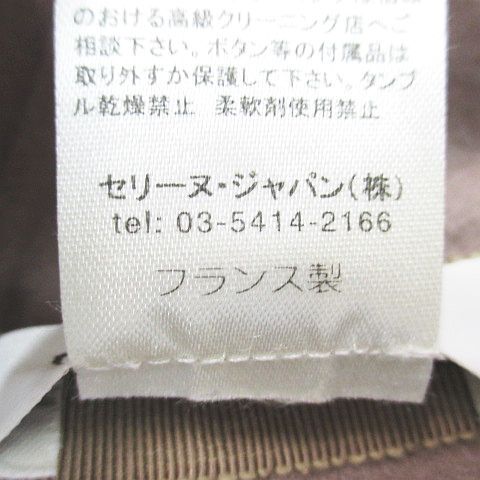 のおける高級クリーニング店へご
相談下さい。ボタン等の付属品は
取り外すか保護して下さい。タンブ
ル乾燥禁止 柔軟剤使用禁止
セリーヌ・ジャパン(株)
tel: 03-5414-2166
フランス製